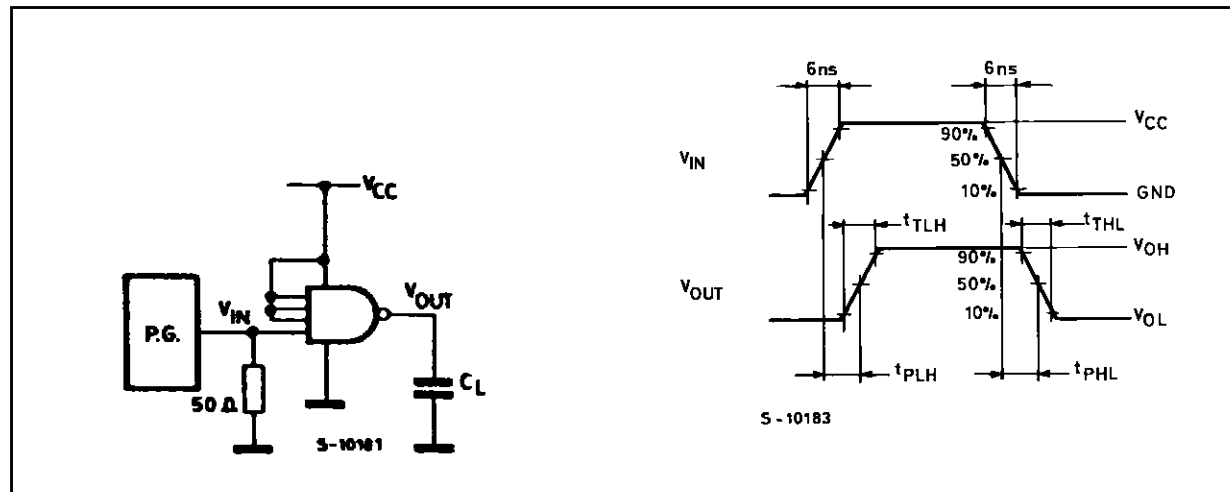 VCC
VIN
VOUT
P.G.
50 Ω
CL
S-10181
6ns
6ns
VIN
90%
50%
10%
VCC
GND
tTLH
tTHL
VOUT
90%
50%
10%
VOH
VOL
tPLH
tPHL
S-10183